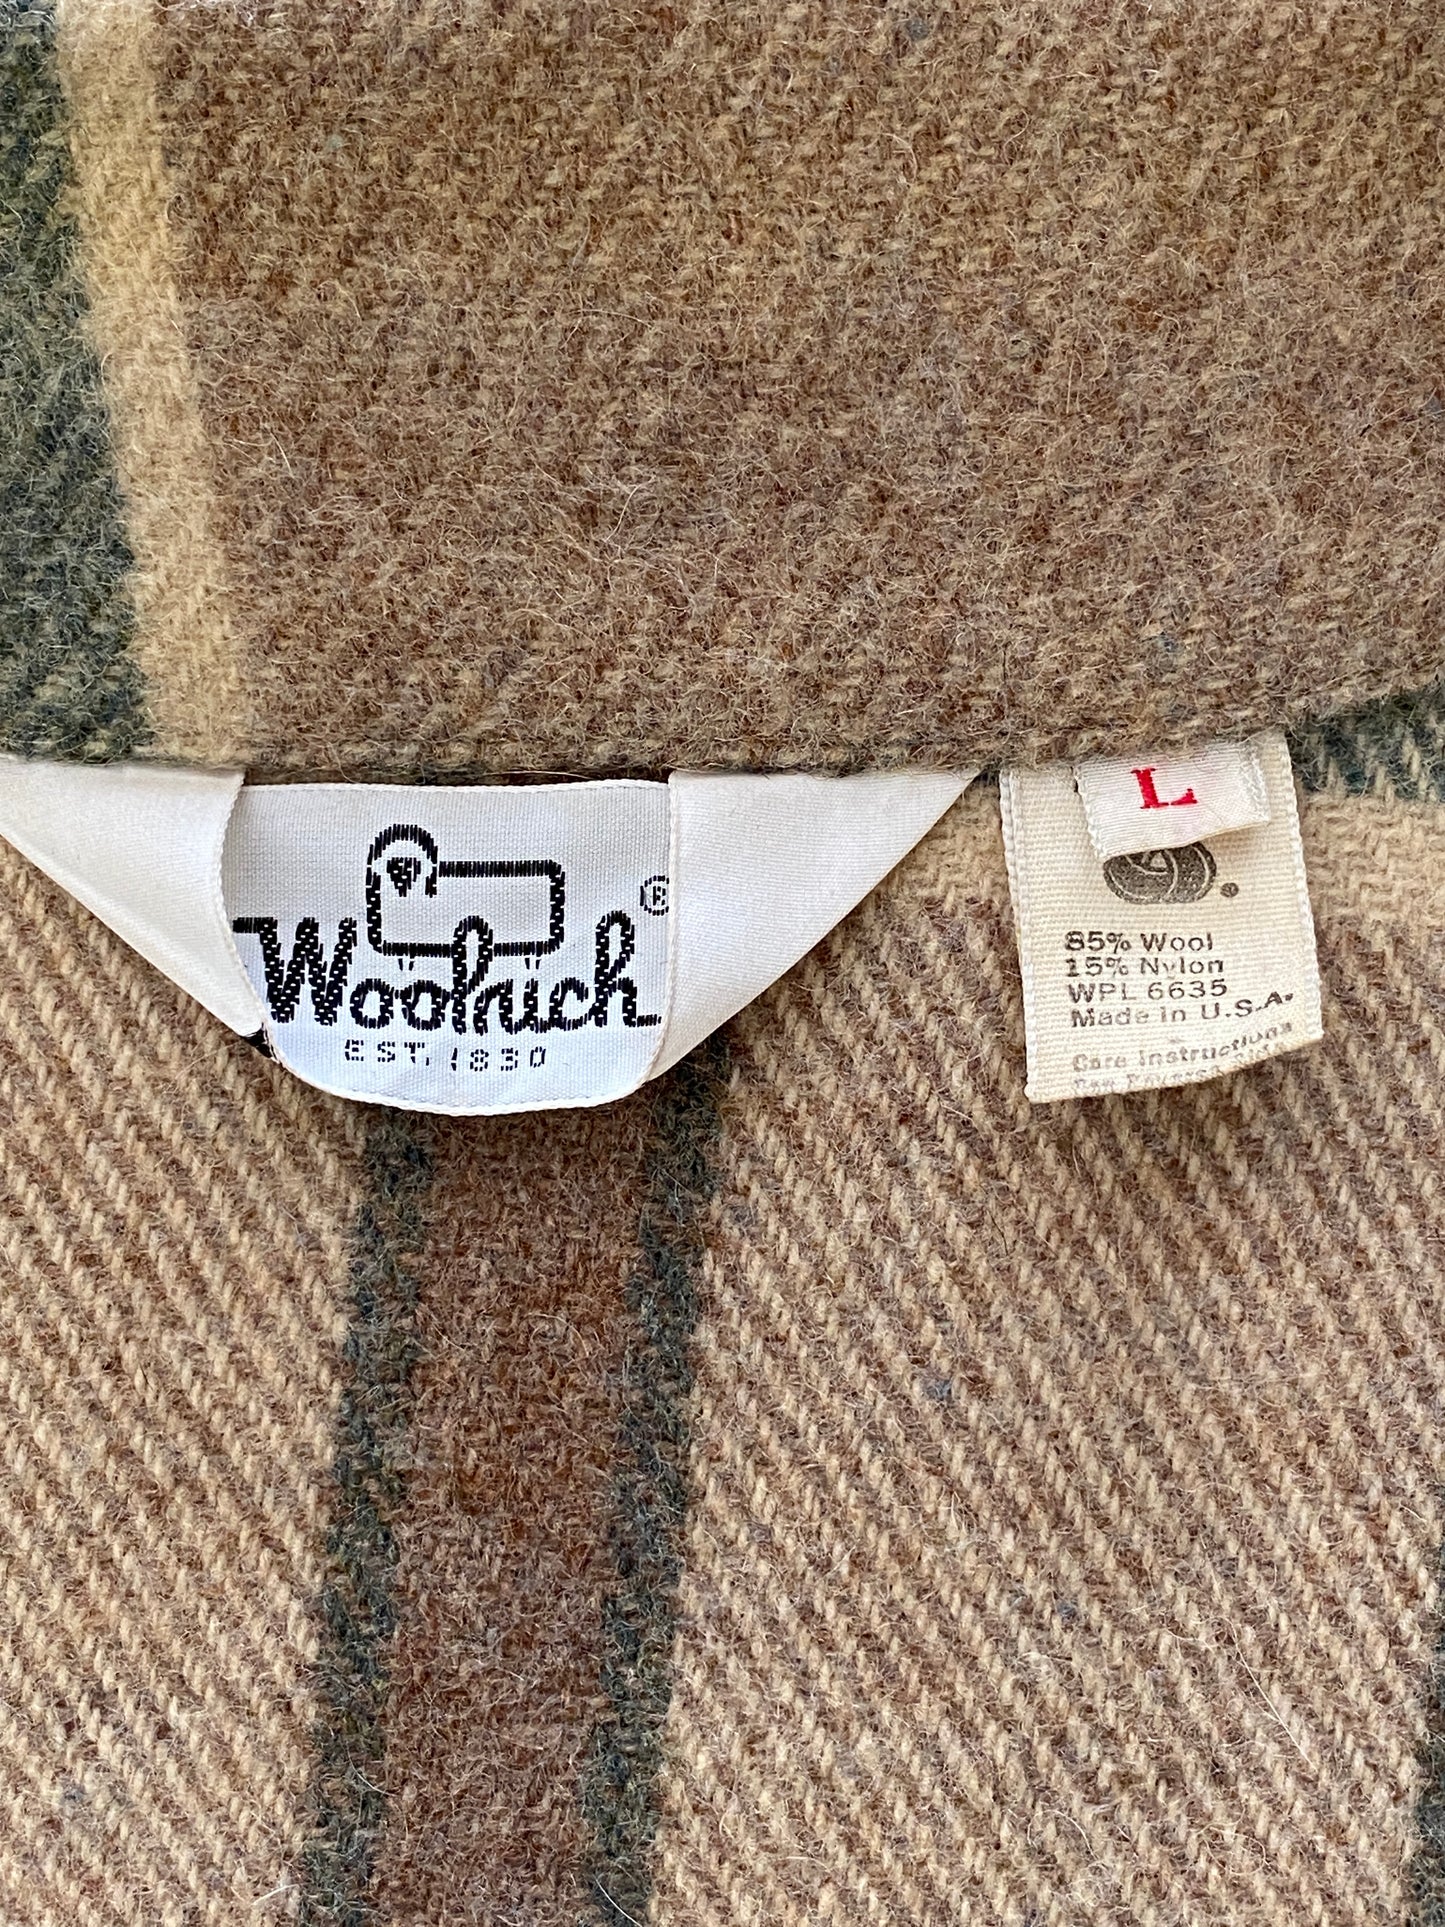 Woolrich®
EST. 1830
L
85% Wool
15% Nylon
WPL 6635
Made in U.S.A.
Care Instructions